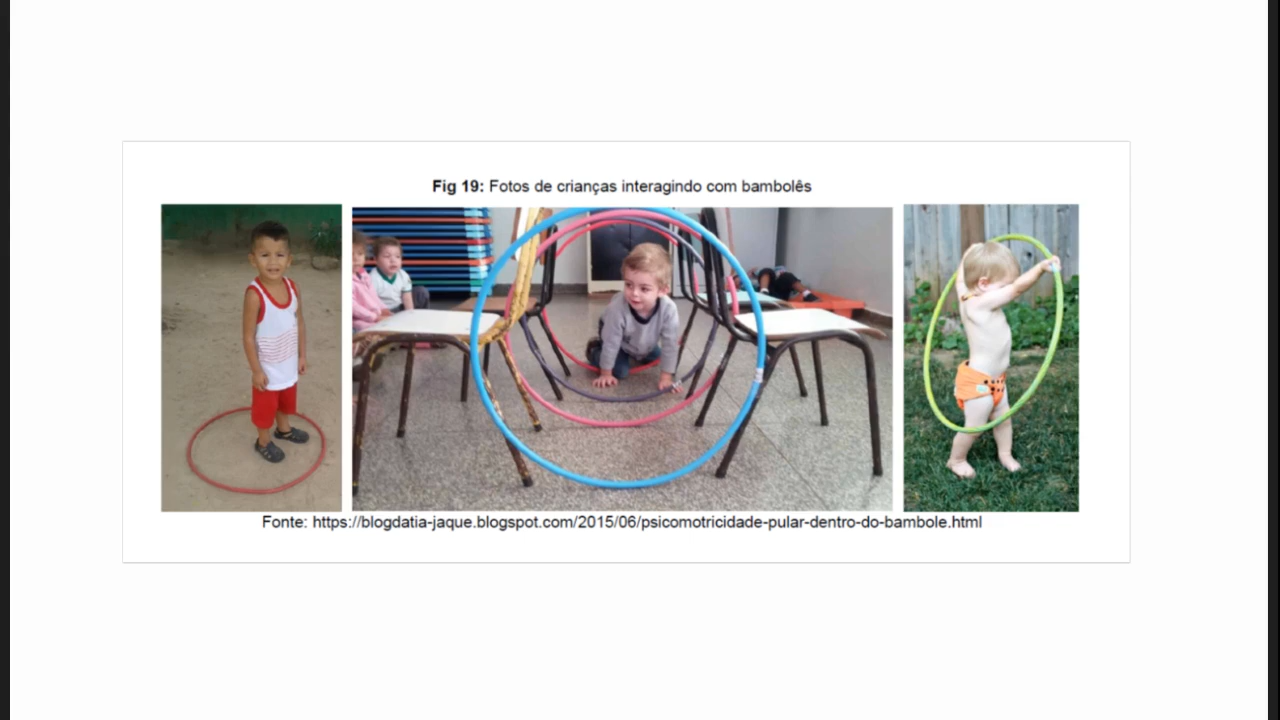 Fig 19: Fotos de crianças interagindo com bambolês
Fonte: https://blogdatia-jaque.blogspot.com/2015/06/psicomotricidade-pular-dentro-do-bambole.html